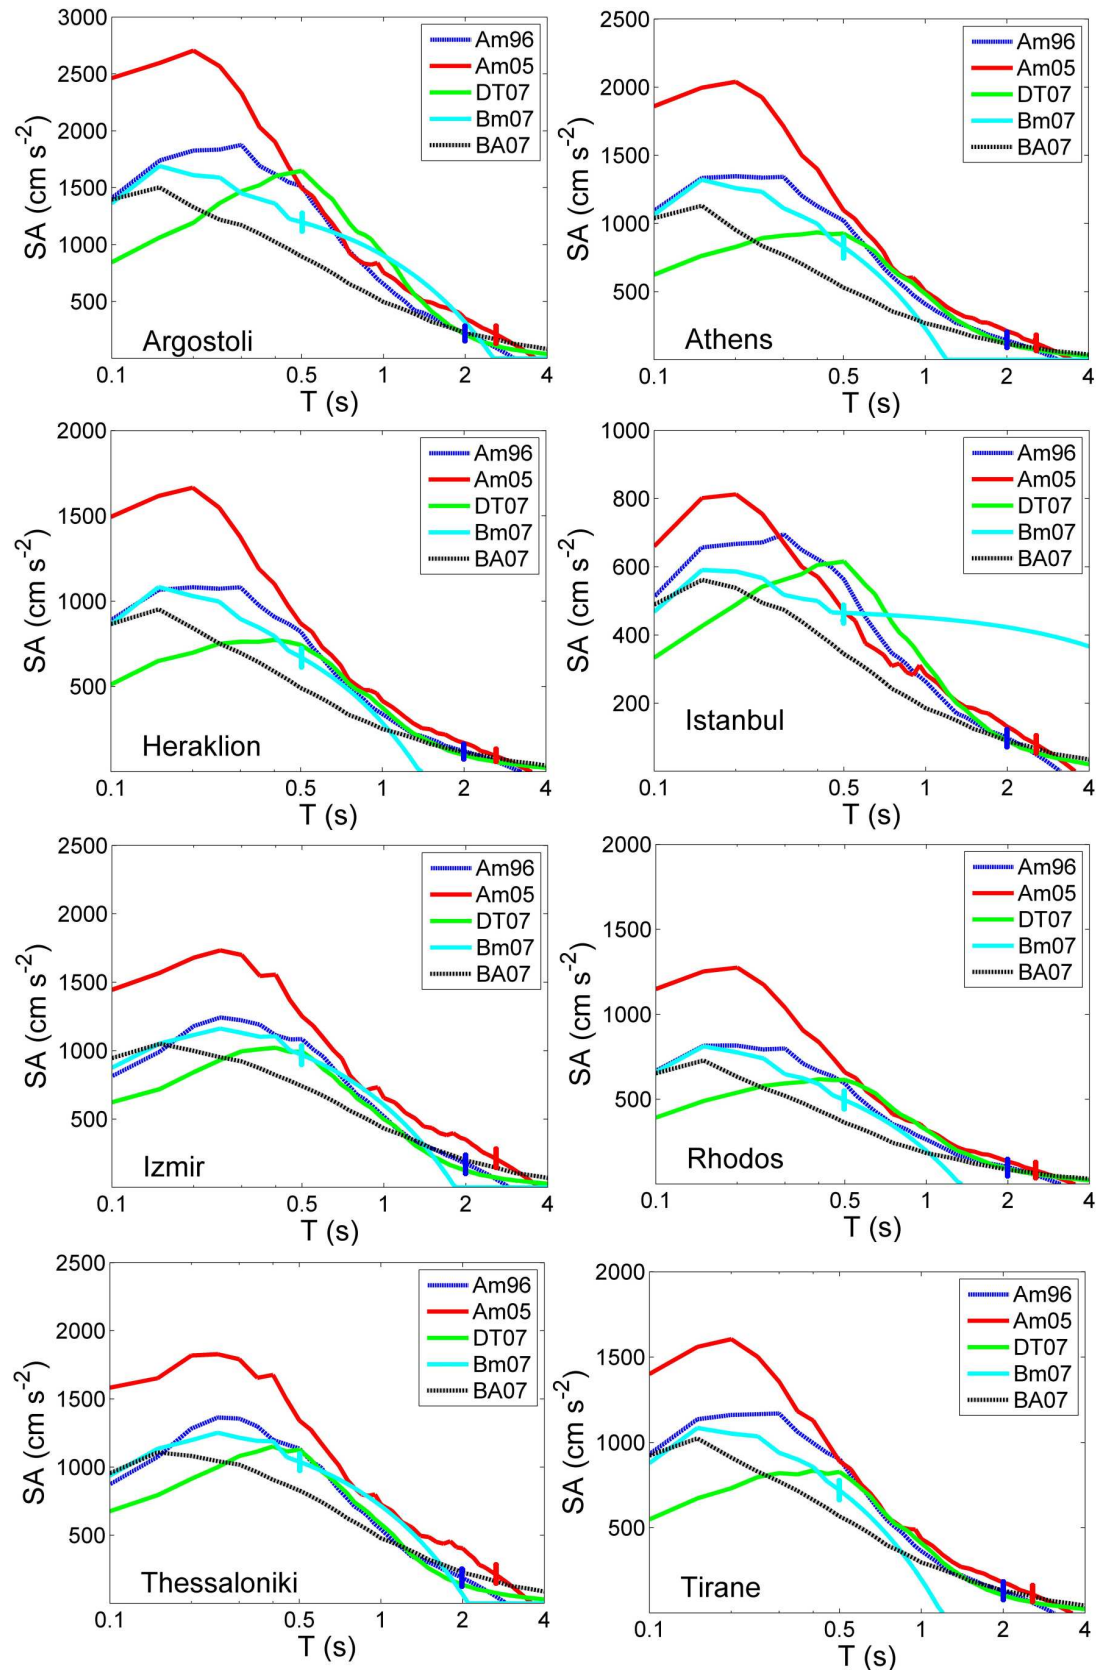 3000
2500
2000
1500
1000
500
SA (cm s⁻²)
Am96
Am05
DT07
Bm07
BA07
Argostoli
0.1 0.5 1 2 4
T (s)
2500
2000
1500
1000
500
SA (cm s⁻²)
Am96
Am05
DT07
Bm07
BA07
Athens
0.1 0.5 1 2 4
T (s)
2000
1500
1000
500
SA (cm s⁻²)
Am96
Am05
DT07
Bm07
BA07
Heraklion
0.1 0.5 1 2 4
T (s)
1000
800
600
400
200
SA (cm s⁻²)
Am96
Am05
DT07
Bm07
BA07
Istanbul
0.1 0.5 1 2 4
T (s)
2500
2000
1500
1000
500
SA (cm s⁻²)
Am96
Am05
DT07
Bm07
BA07
Izmir
0.1 0.5 1 2 4
T (s)
2000
1500
1000
500
SA (cm s⁻²)
Am96
Am05
DT07
Bm07
BA07
Rhodos
0.1 0.5 1 2 4
T (s)
2500
2000
1500
1000
500
SA (cm s⁻²)
Am96
Am05
DT07
Bm07
BA07
Thessaloniki
0.1 0.5 1 2 4
T (s)
2000
1500
1000
500
SA (cm s⁻²)
Am96
Am05
DT07
Bm07
BA07
Tirane
0.1 0.5 1 2 4
T (s)